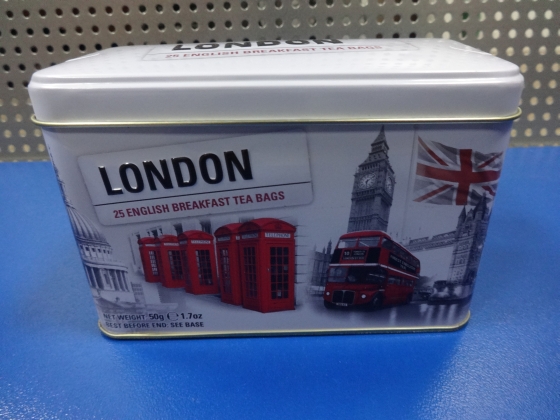 LONDON
25 ENGLISH BREAKFAST TEA BAGS
LONDON
25 ENGLISH BREAKFAST TEA BAGS
TELEPHONE
NET WEIGHT 50g ℮ 1.7oz
BEST BEFORE END: SEE BASE